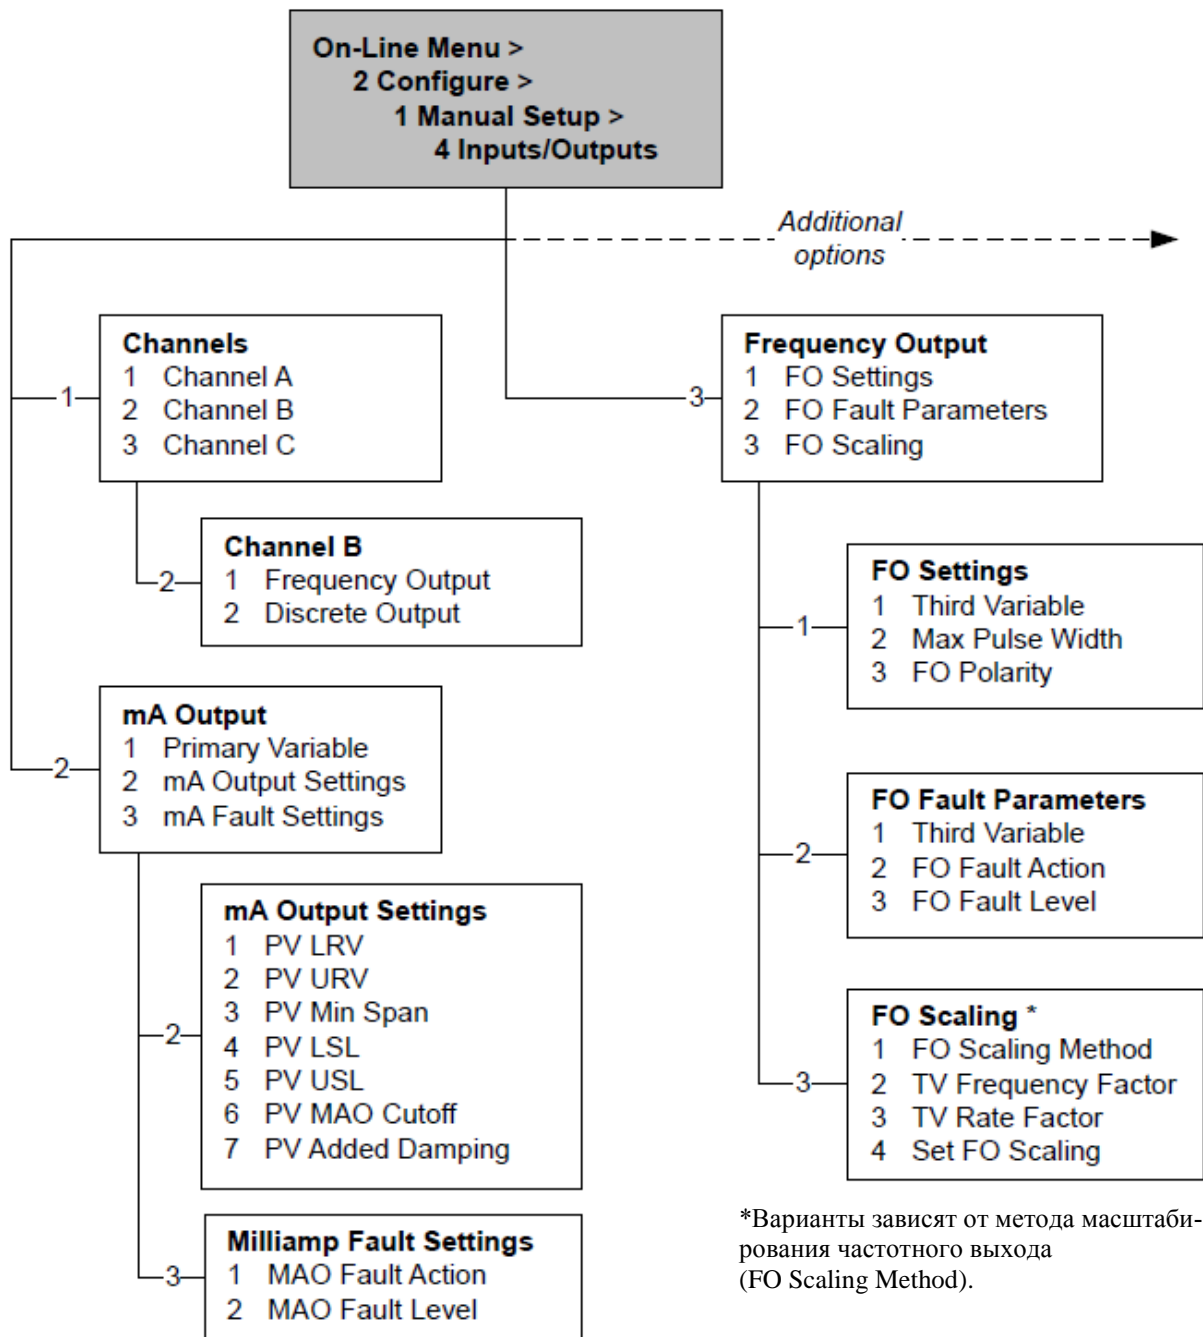 On-Line Menu >
2 Configure >
1 Manual Setup >
4 Inputs/Outputs
Additional
options
Channels
1 Channel A
2 Channel B
3 Channel C
1
Channel B
1 Frequency Output
2 Discrete Output
2
mA Output
1 Primary Variable
2 mA Output Settings
3 mA Fault Settings
2
mA Output Settings
1 PV LRV
2 PV URV
3 PV Min Span
4 PV LSL
5 PV USL
6 PV MAO Cutoff
7 PV Added Damping
2
Milliamp Fault Settings
1 MAO Fault Action
2 MAO Fault Level
3
Frequency Output
1 FO Settings
2 FO Fault Parameters
3 FO Scaling
3
FO Settings
1 Third Variable
2 Max Pulse Width
3 FO Polarity
1
FO Fault Parameters
1 Third Variable
2 FO Fault Action
3 FO Fault Level
2
FO Scaling *
1 FO Scaling Method
2 TV Frequency Factor
3 TV Rate Factor
4 Set FO Scaling
3
*Варианты зависят от метода масштаби-
рования частотного выхода
(FO Scaling Method).